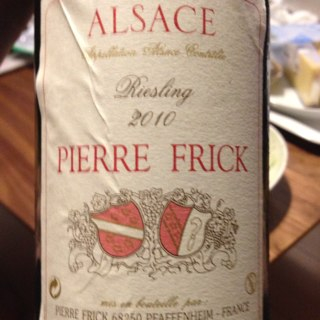 ALSACE
Appellation Alsace Contrôlée
Riesling
2010
PIERRE FRICK
mis en bouteille par
PIERRE FRICK 68250 PFAFFENHEIM - FRANCE